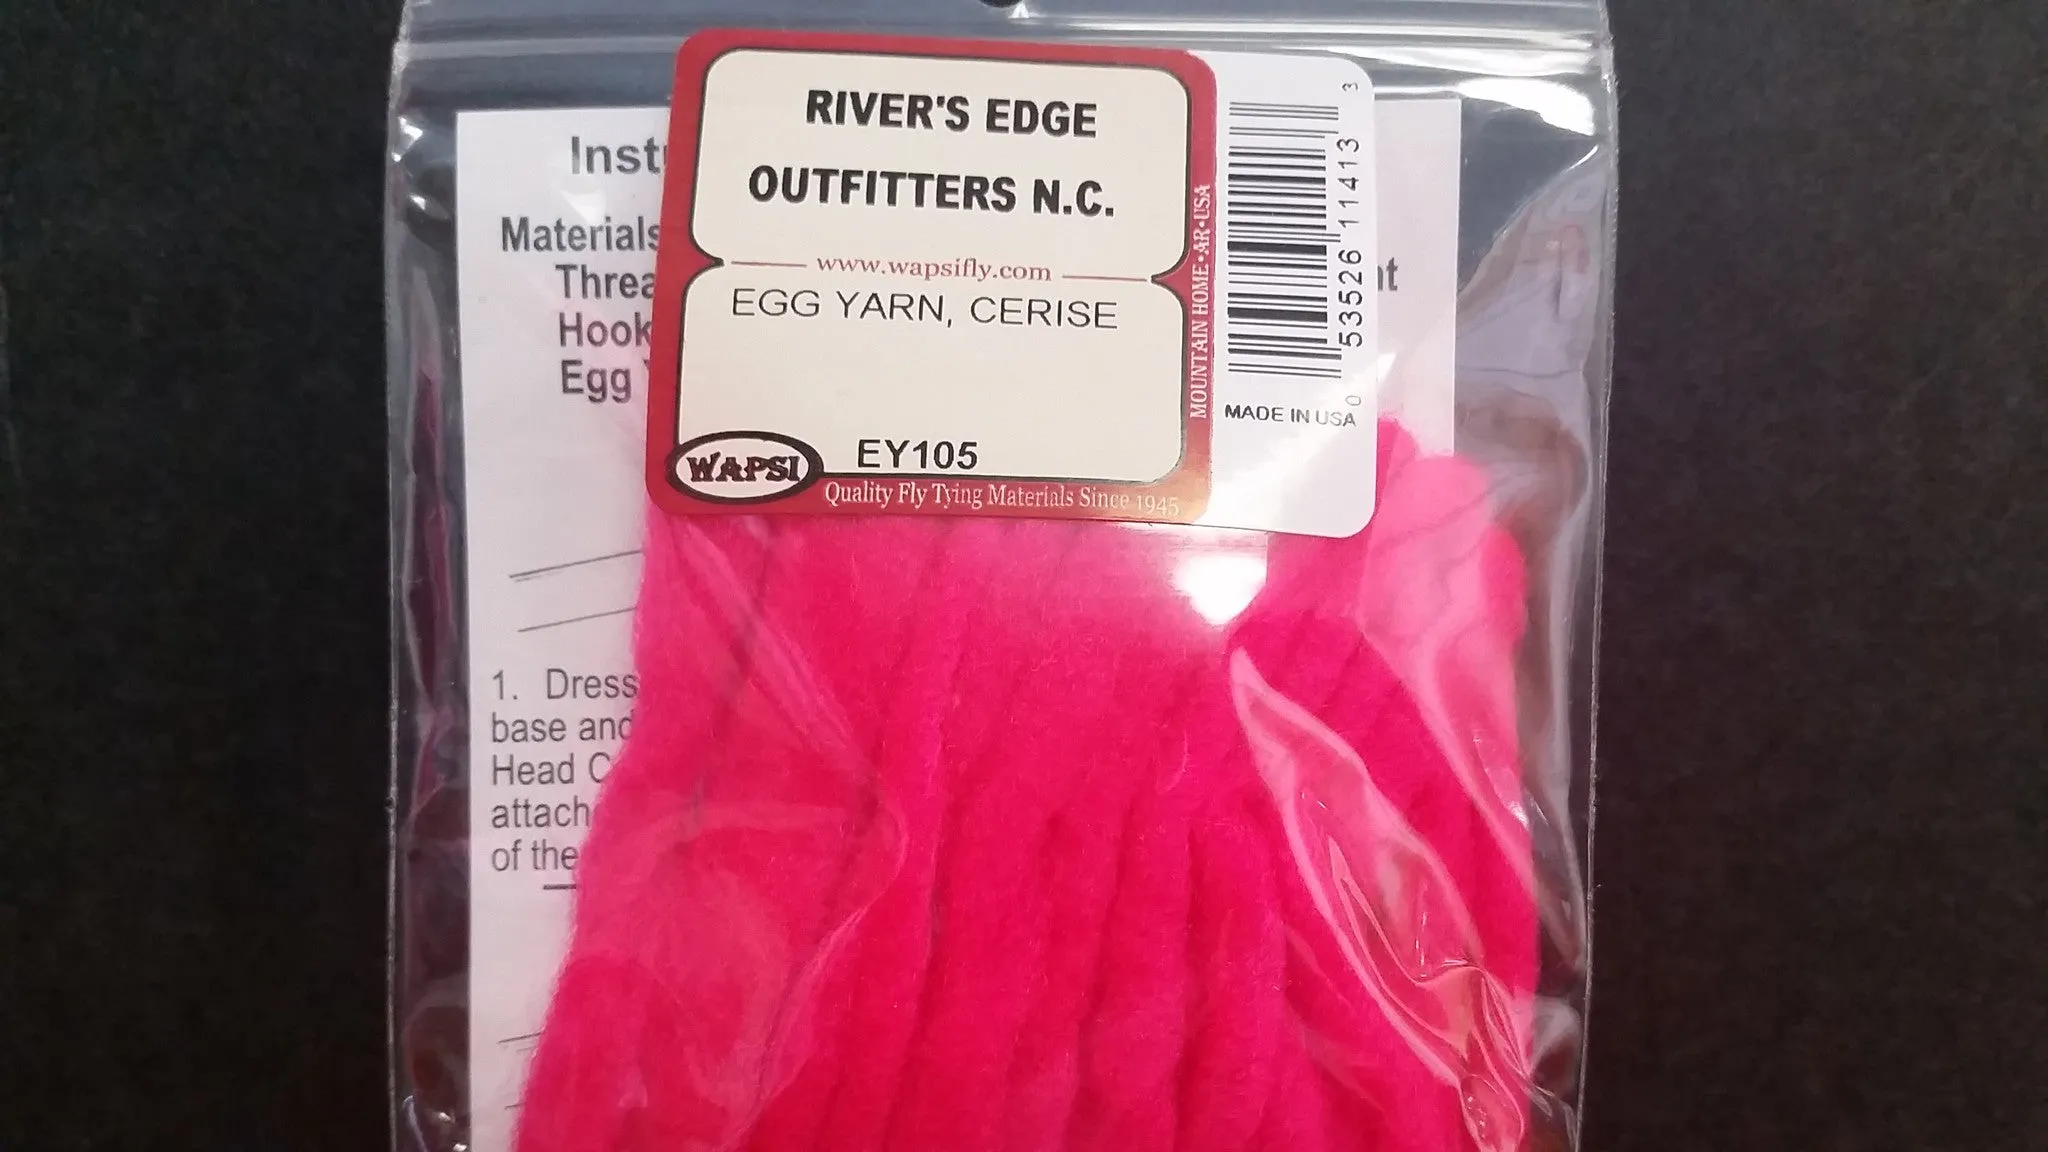 RIVER'S EDGE
OUTFITTERS N.C.
www.wapsifly.com
EGG YARN, CERISE
EY105
WAPSI
Quality Fly Tying Materials Since 1945
MOUNTAIN HOME•AR•USA
0 53526 11413 3
MADE IN USA
Materials
Hook
Egg
1. Dress
base and
Head
attach
of the